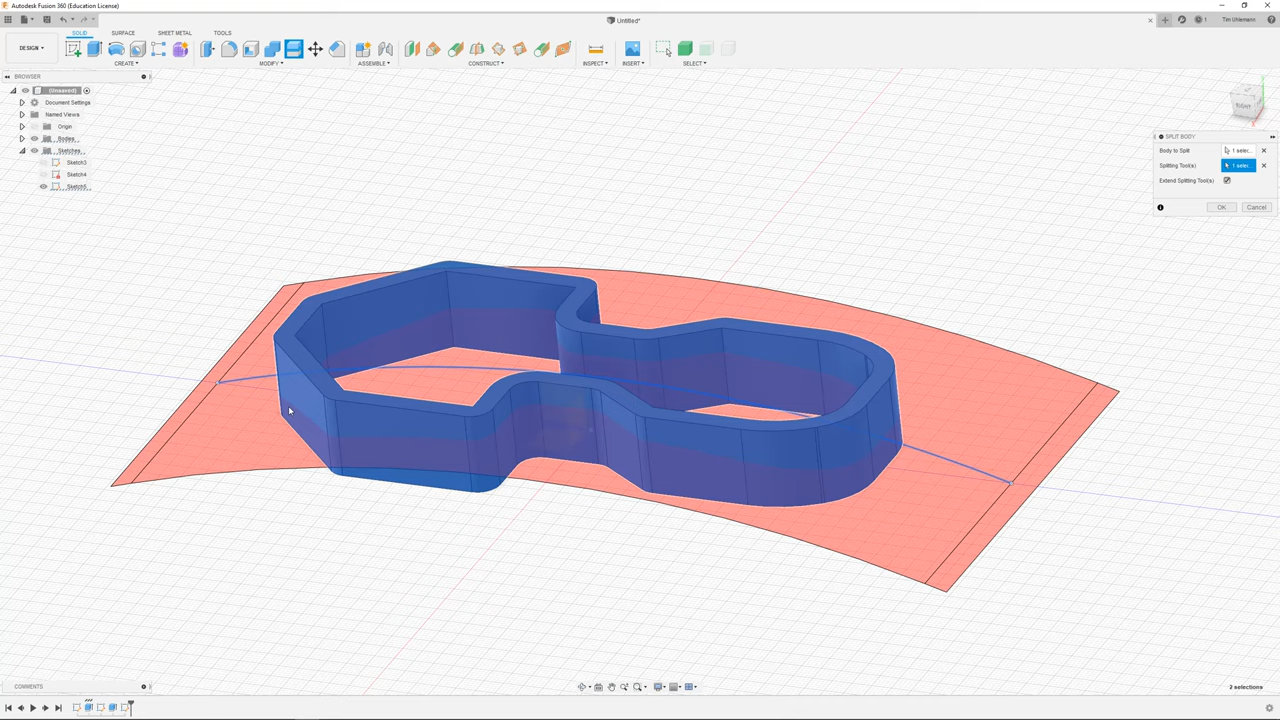 Autodesk Fusion 360 (Education License)
Untitled*
1
Tim Uhlemann
SOLID SURFACE SHEET METAL TOOLS
DESIGN
CREATE MODIFY ASSEMBLE CONSTRUCT INSPECT INSERT SELECT
BROWSER
(Unsaved)
Document Settings
Named Views
Origin
Bodies
Sketches
Sketch3
Sketch4
Sketch5
RIGHT
SPLIT BODY
Body to Split 1 selec...
Splitting Tool(s) 1 selec...
Extend Splitting Tool(s)
OK Cancel
COMMENTS
2 selections